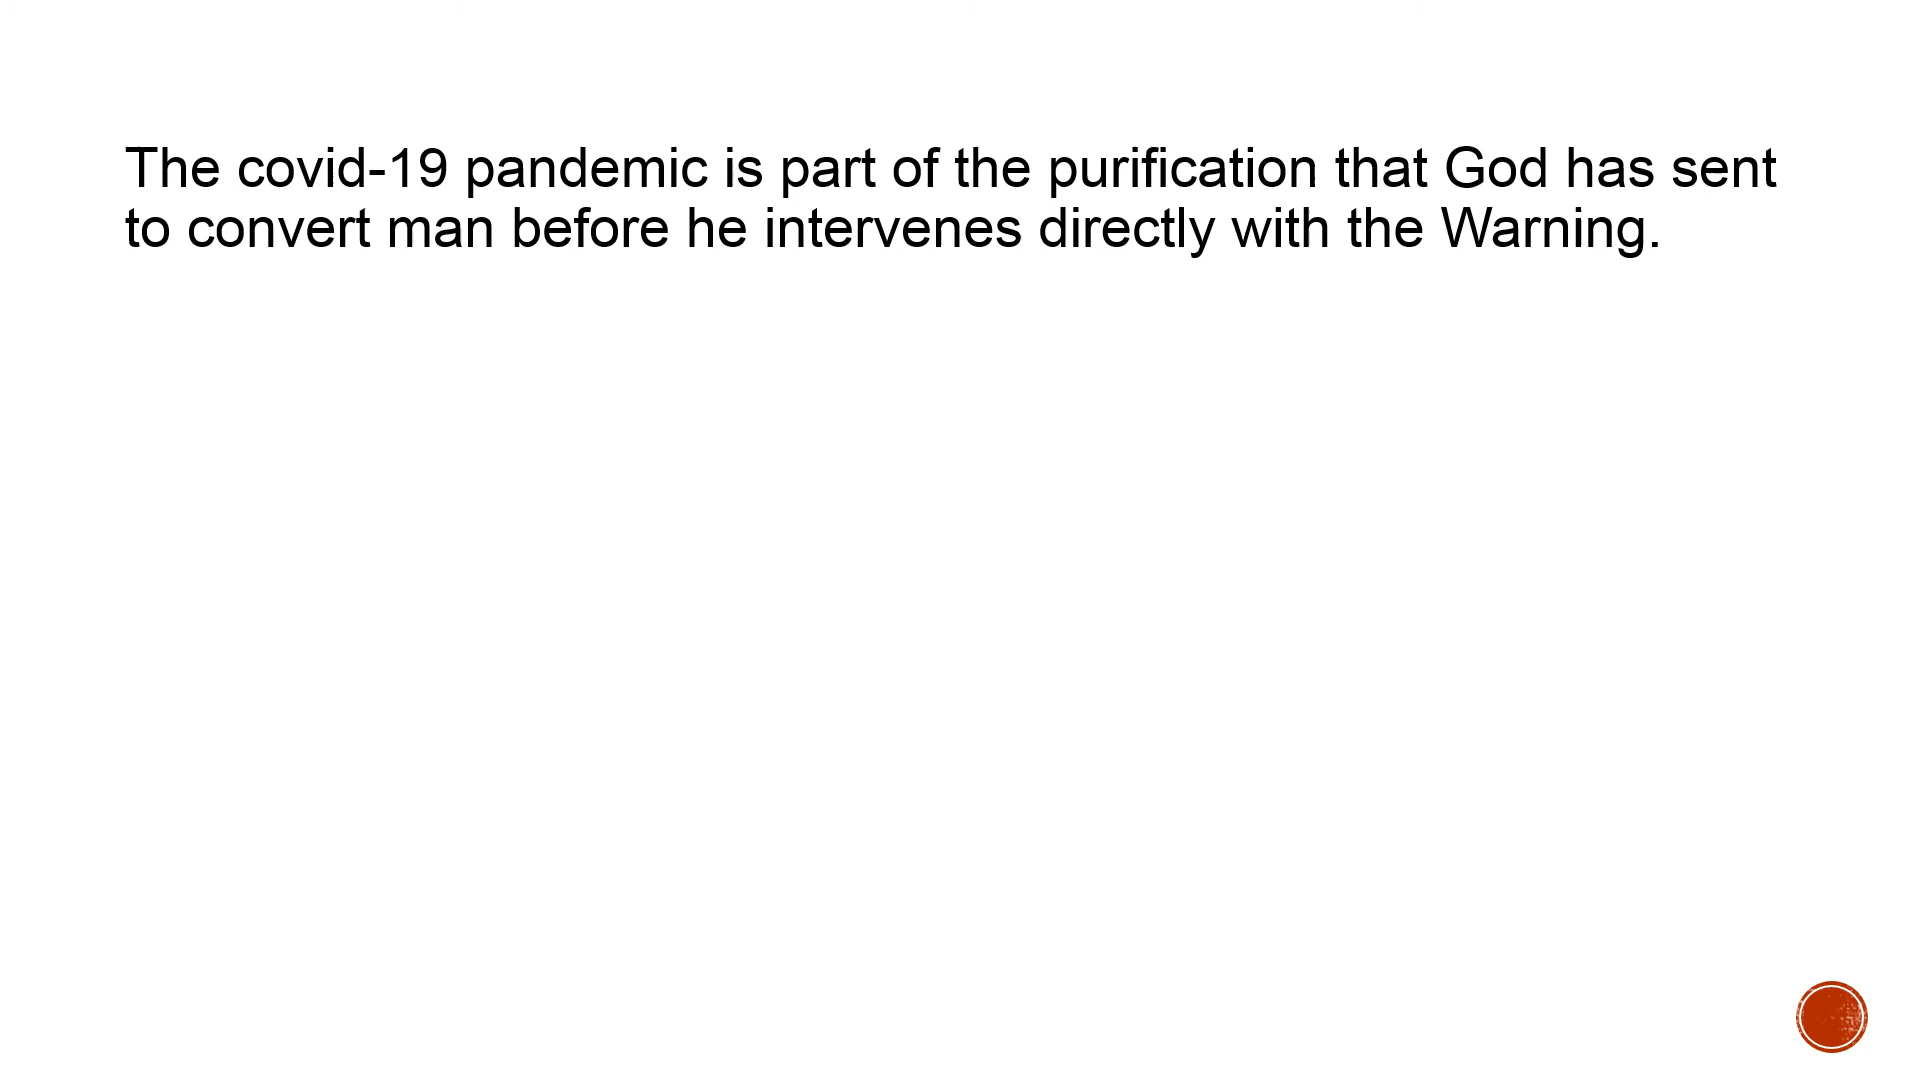 The covid-19 pandemic is part of the purification that God has sent
to convert man before he intervenes directly with the Warning.